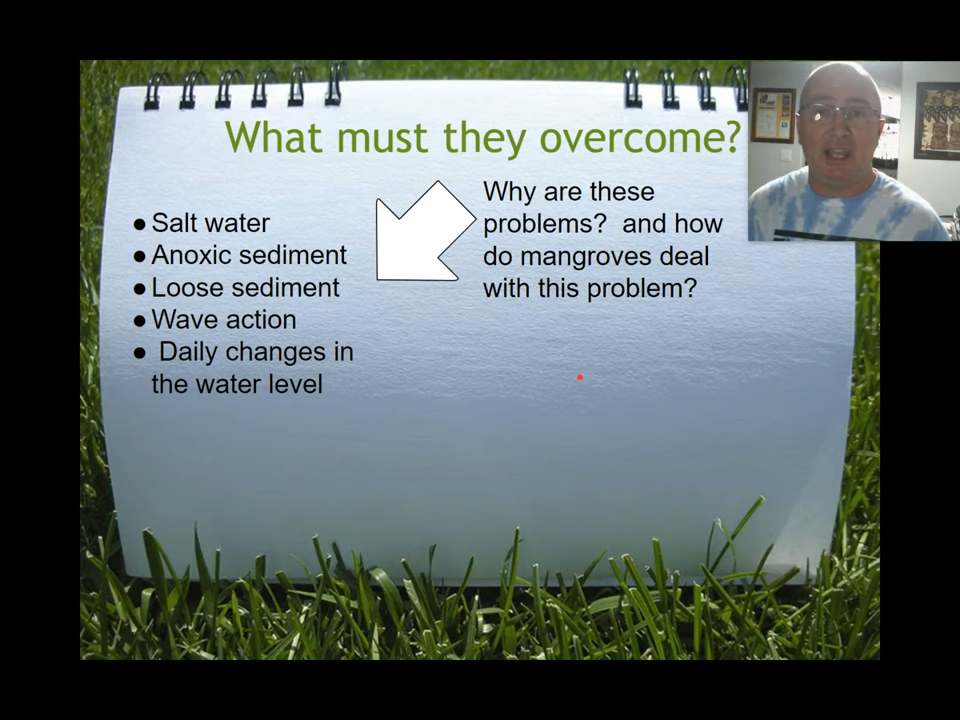 What must they overcome?
● Salt water
● Anoxic sediment
● Loose sediment
● Wave action
● Daily changes in
the water level
Why are these
problems? and how
do mangroves deal
with this problem?